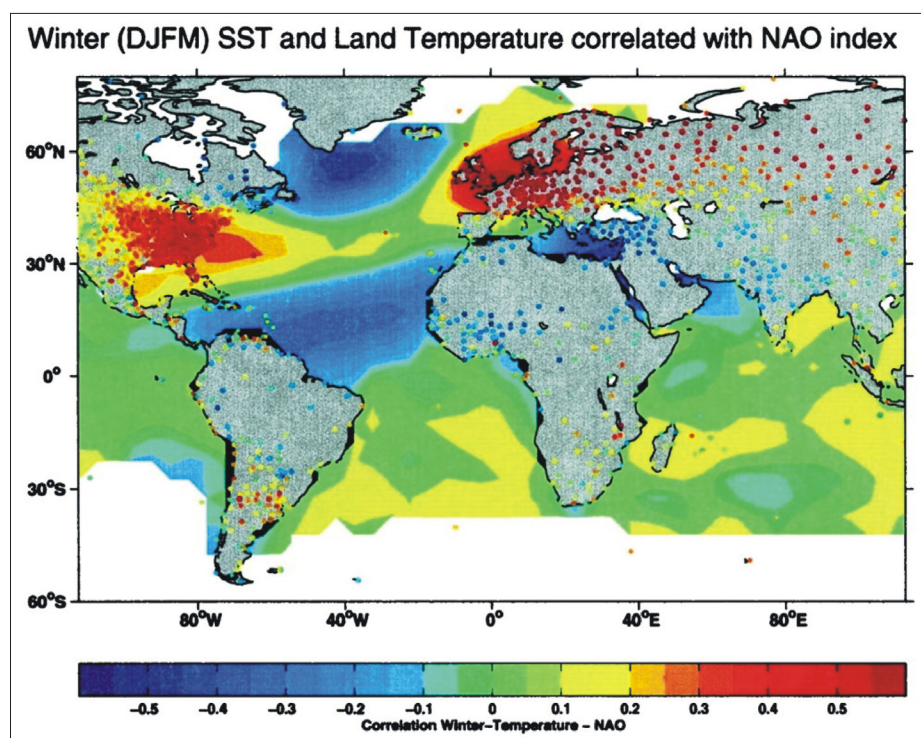 Winter (DJFM) SST and Land Temperature correlated with NAO index
60°N
30°N
0°
30°S
60°S
80°W 40°W 0° 40°E 80°E
−0.5 −0.4 −0.3 −0.2 −0.1 0 0.1 0.2 0.3 0.4 0.5
Correlation Winter−Temperature − NAO